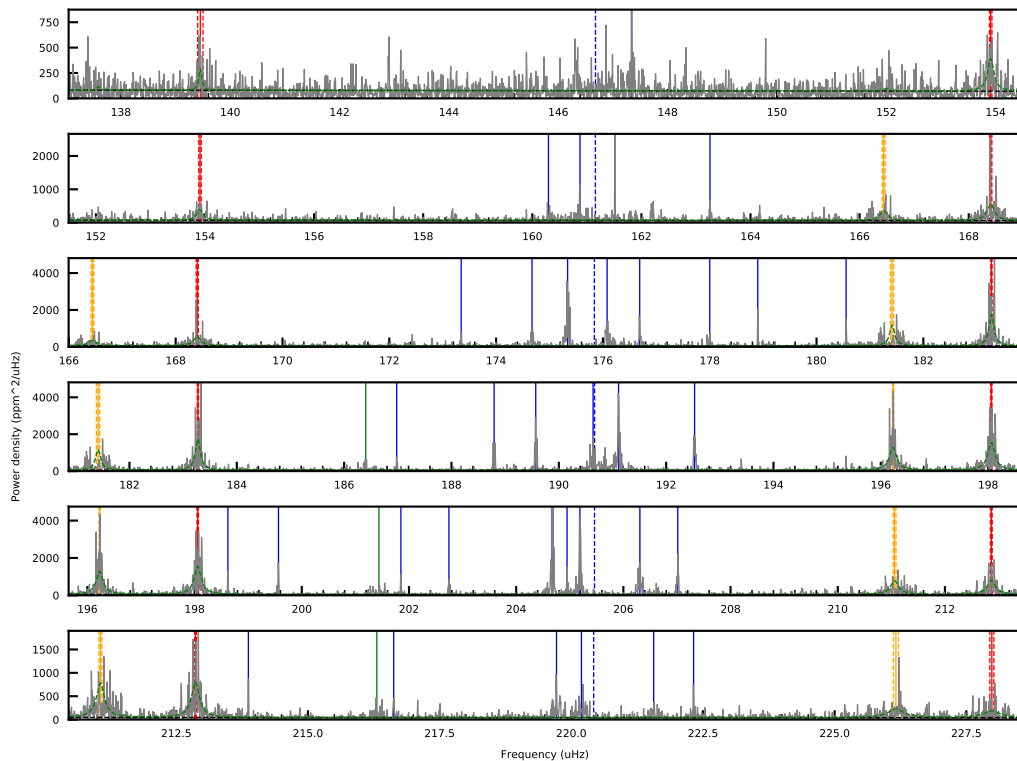 750
500
250
0
138 140 142 144 146 148 150 152 154
2000
1000
0
152 154 156 158 160 162 164 166 168
4000
2000
0
166 168 170 172 174 176 178 180 182
Power density (ppm^2/uHz)
4000
2000
0
182 184 186 188 190 192 194 196 198
4000
2000
0
196 198 200 202 204 206 208 210 212
1500
1000
500
0
212.5 215.0 217.5 220.0 222.5 225.0 227.5
Frequency (uHz)